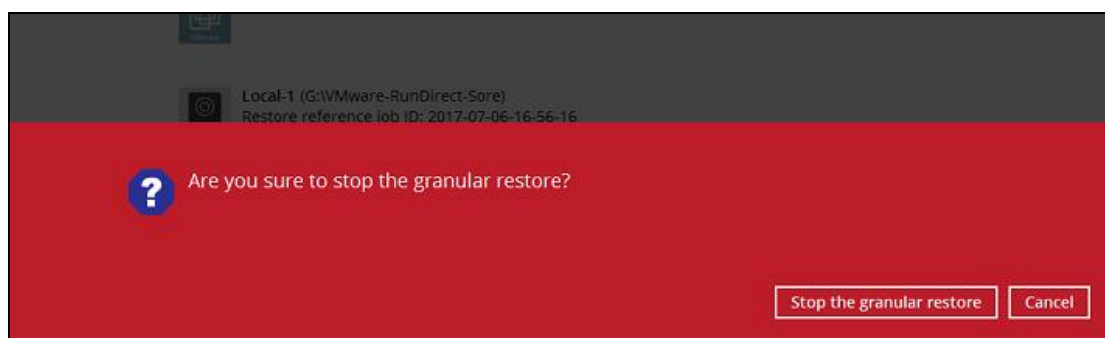 Local-1 (G:\VMware-RunDirect-Sore)
Restore reference job ID: 2017-07-06-16-56-16
Are you sure to stop the granular restore?
Stop the granular restore
Cancel